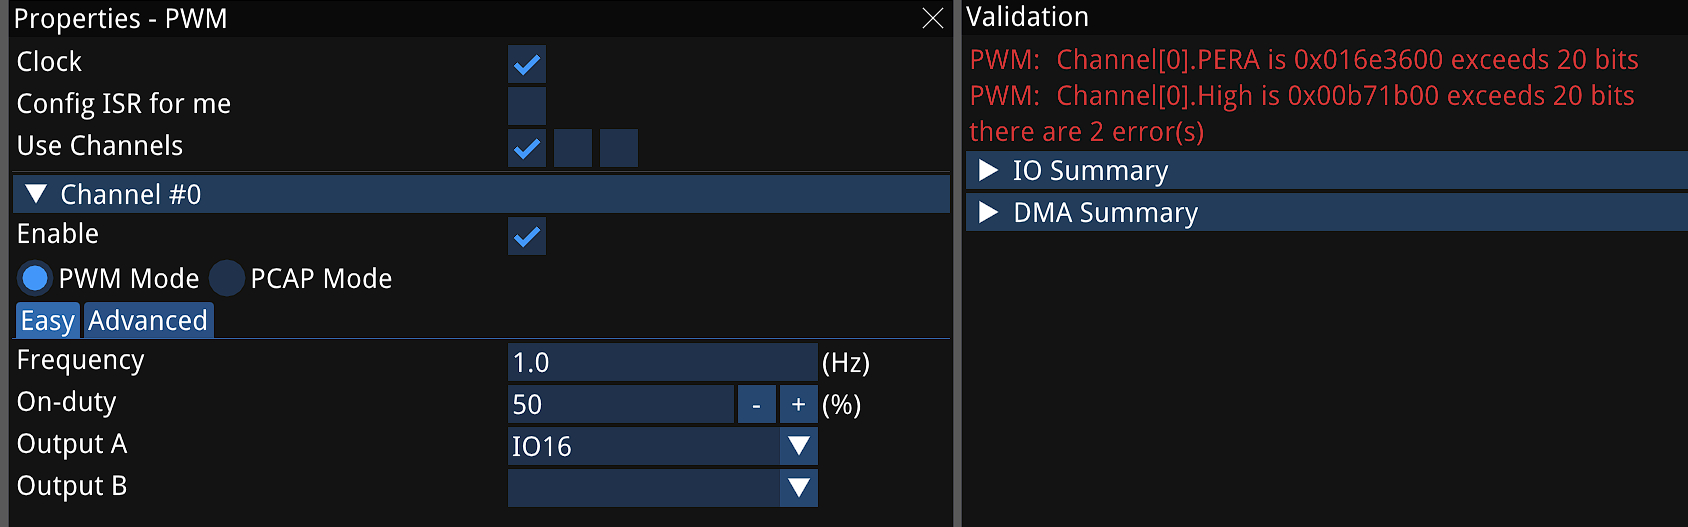 Properties - PWM
Clock
Config ISR for me
Use Channels
Channel #0
Enable
PWM Mode PCAP Mode
Easy Advanced
Frequency 1.0 (Hz)
On-duty 50 - + (%)
Output A IO16
Output B
Validation
PWM: Channel[0].PERA is 0x016e3600 exceeds 20 bits
PWM: Channel[0].High is 0x00b71b00 exceeds 20 bits
there are 2 error(s)
IO Summary
DMA Summary